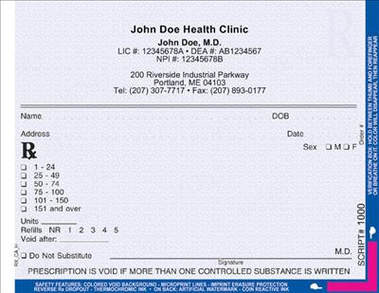 John Doe Health Clinic
John Doe, M.D.
LIC #: 12345678A • DEA #: AB1234567
NPI #: 12345678B
200 Riverside Industrial Parkway
Portland, ME 04103
Tel: (207) 307-7717 • Fax: (207) 893-0177
Name DOB
Address Date
Rx Sex ❑ M ❑ F
❑ 1 - 24
❑ 25 - 49
❑ 50 - 74
❑ 75 - 100
❑ 101 - 150
❑ 151 and over
Units
Refills NR 1 2 3 4 5
Void after:
❑ Do Not Substitute M.D.
Signature
PRESCRIPTION IS VOID IF MORE THAN ONE CONTROLLED SUBSTANCE IS WRITTEN
Order #
SCRIPT# 1000
VERIFICATION BOX: HOLD BETWEEN THUMB AND FOREFINGER
OR BREATHE ON IT. COLOR WILL DISAPPEAR, THEN REAPPEAR
SAFETY FEATURES: COLORED VOID BACKGROUND • MICROPRINT LINES • IMPRINT ERASURE PROTECTION
REVERSE Rx DROPOUT • THERMOCHROMIC INK • ON BACK: ARTIFICIAL WATERMARK • COIN REACTIVE INK